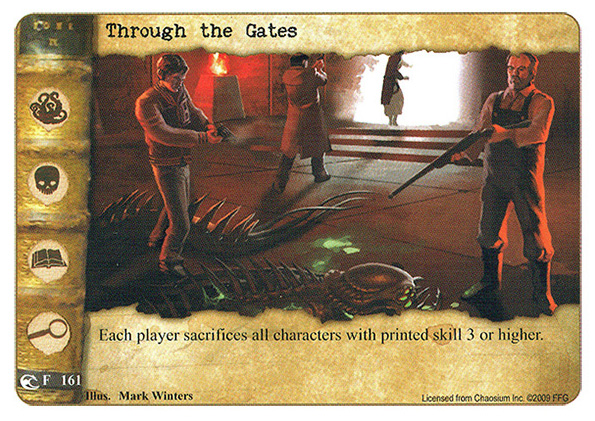 Through the Gates
Each player sacrifices all characters with printed skill 3 or higher.
F 161
Illus. Mark Winters
Licensed from Chaosium Inc. ©2009 FFG